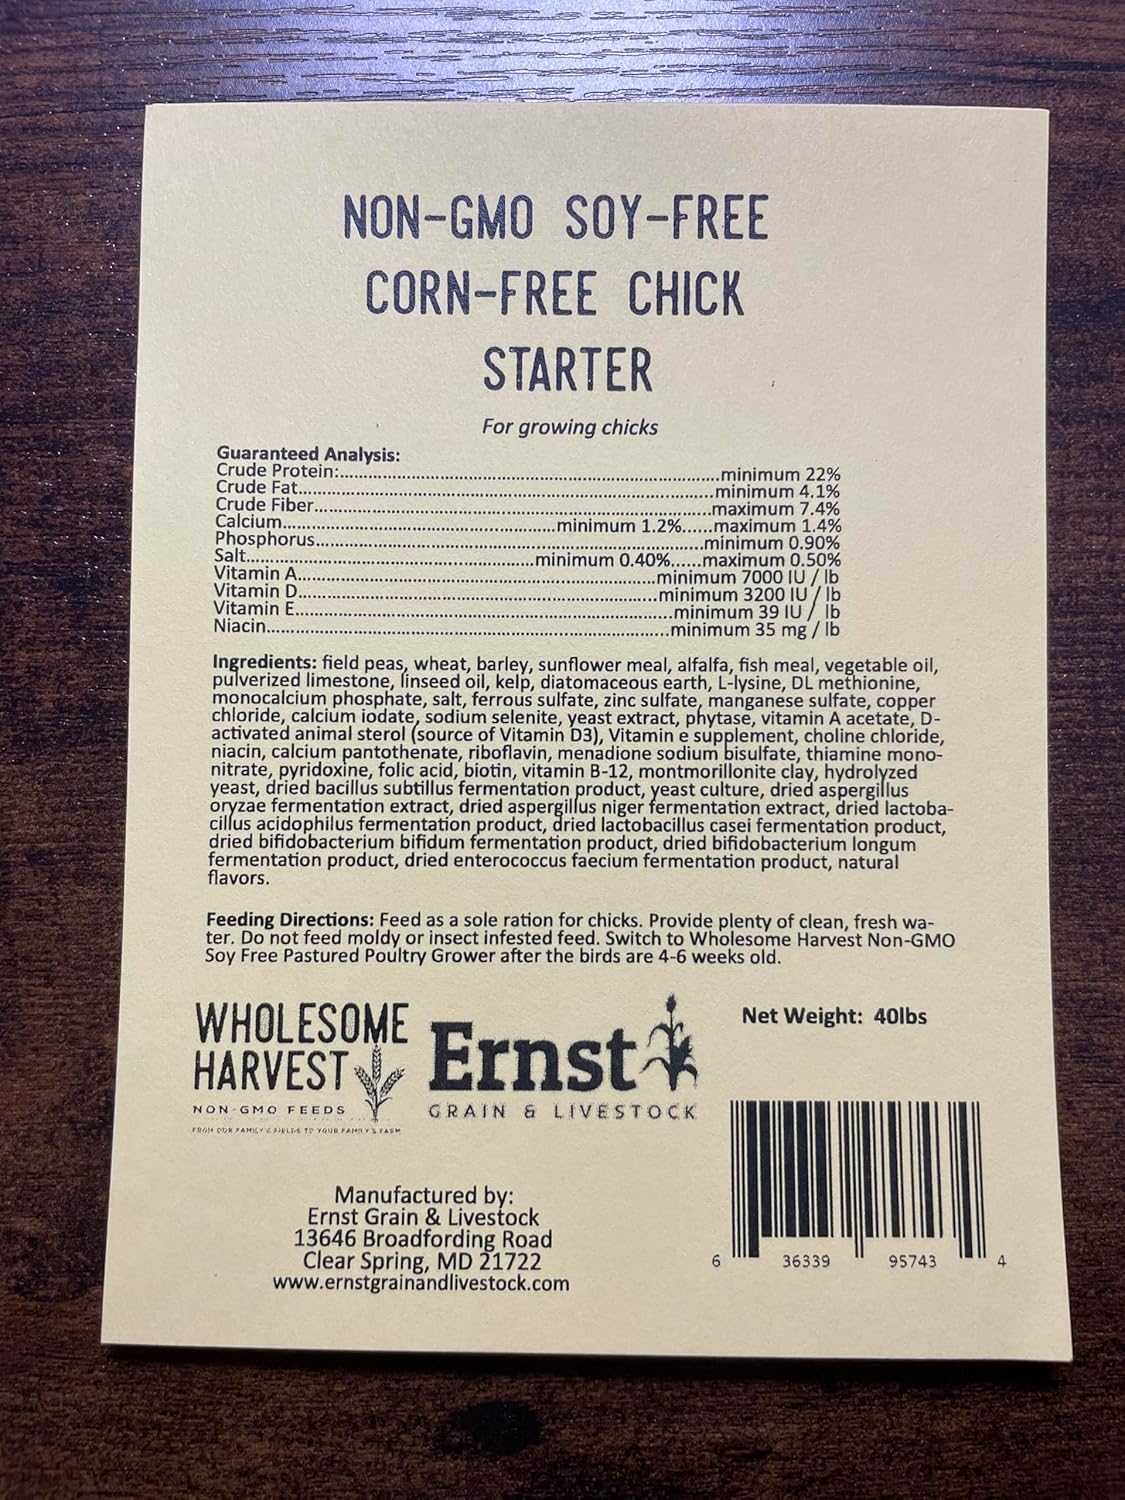 NON-GMO SOY-FREE
CORN-FREE CHICK
STARTER
For growing chicks
Guaranteed Analysis:
Crude Protein:.....minimum 22%
Crude Fat.....minimum 4.1%
Crude Fiber.....maximum 7.4%
Calcium.....minimum 1.2%.....maximum 1.4%
Phosphorus.....minimum 0.90%
Salt.....minimum 0.40%......maximum 0.50%
Vitamin A.....minimum 7000 IU / lb
Vitamin D.....minimum 3200 IU / lb
Vitamin E.....minimum 39 IU / lb
Niacin.....minimum 35 mg / lb
Ingredients: field peas, wheat, barley, sunflower meal, alfalfa, fish meal, vegetable oil,
pulverized limestone, linseed oil, kelp, diatomaceous earth, L-lysine, DL methionine,
monocalcium phosphate, salt, ferrous sulfate, zinc sulfate, manganese sulfate, copper
chloride, calcium iodate, sodium selenite, yeast extract, phytase, vitamin A acetate, D-
activated animal sterol (source of Vitamin D3), Vitamin e supplement, choline chloride,
niacin, calcium pantothenate, riboflavin, menadione sodium bisulfate, thiamine mono-
nitrate, pyridoxine, folic acid, biotin, vitamin B-12, montmorillonite clay, hydrolyzed
yeast, dried bacillus subtillus fermentation product, yeast culture, dried aspergillus
oryzae fermentation extract, dried aspergillus niger fermentation extract, dried lactoba-
cillus acidophilus fermentation product, dried lactobacillus casei fermentation product,
dried bifidobacterium bifidum fermentation product, dried bifidobacterium longum
fermentation product, dried enterococcus faecium fermentation product, natural
flavors.
Feeding Directions: Feed as a sole ration for chicks. Provide plenty of clean, fresh wa-
ter. Do not feed moldy or insect infested feed. Switch to Wholesome Harvest Non-GMO
Soy Free Pastured Poultry Grower after the birds are 4-6 weeks old.
WHOLESOME
HARVEST
NON-GMO FEEDS
FROM OUR FAMILY'S FIELDS TO YOUR FAMILY'S FARM
Ernst
GRAIN & LIVESTOCK
Net Weight: 40lbs
Manufactured by:
Ernst Grain & Livestock
13646 Broadfording Road
Clear Spring, MD 21722
www.ernstgrainandlivestock.com
6 36339 95743 4